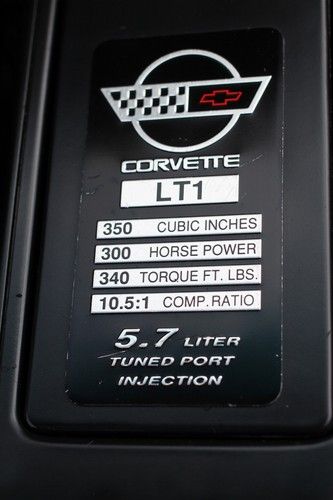 CORVETTE
LT1
350 CUBIC INCHES
300 HORSE POWER
340 TORQUE FT. LBS.
10.5:1 COMP. RATIO
5.7 LITER
TUNED PORT
INJECTION